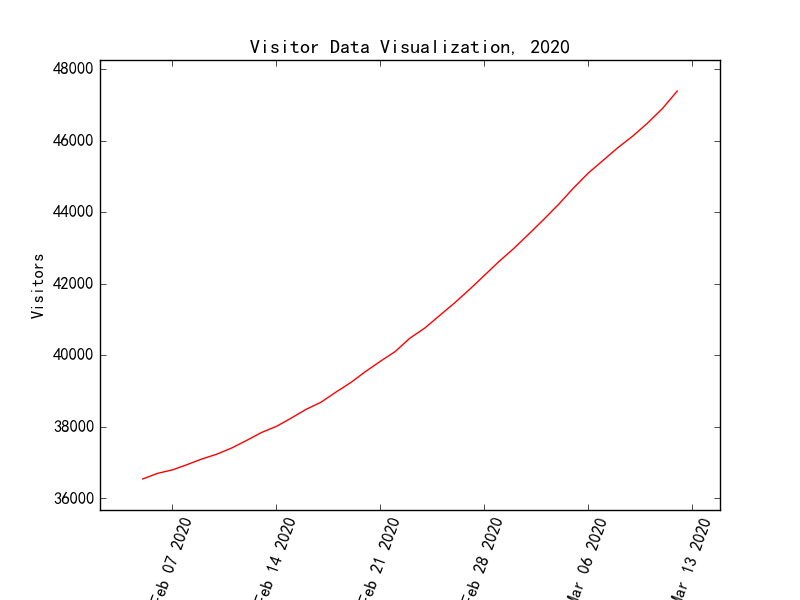 Visitor Data Visualization, 2020
48000
46000
44000
42000
40000
38000
36000
Visitors
Feb 07 2020
Feb 14 2020
Feb 21 2020
Feb 28 2020
Mar 06 2020
Mar 13 2020